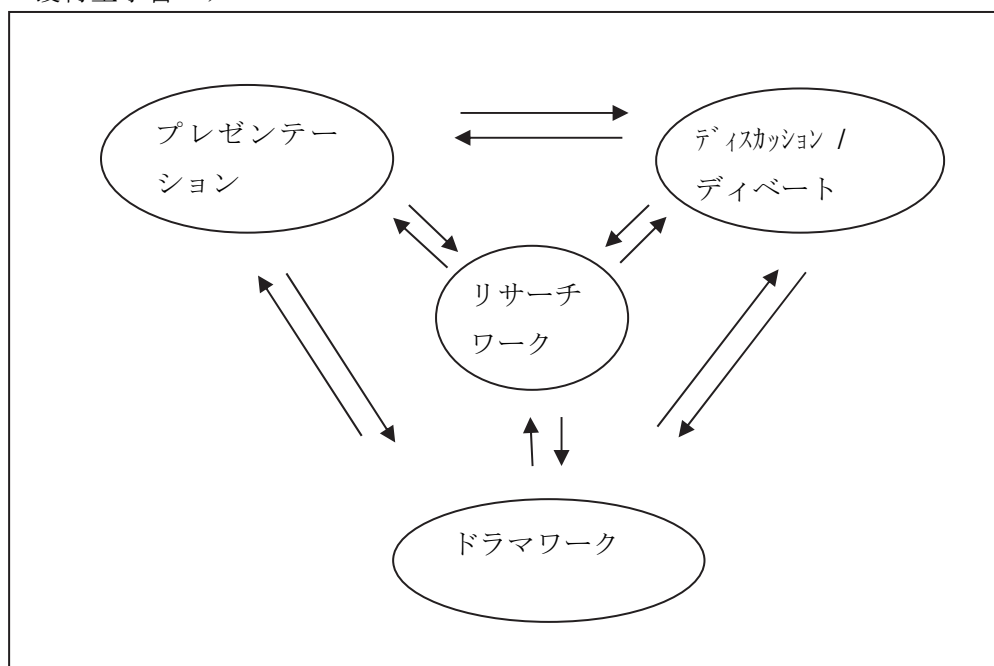 プレゼンテー
ション
ディスカッション /
ディベート
リサーチ
ワーク
ドラマワーク